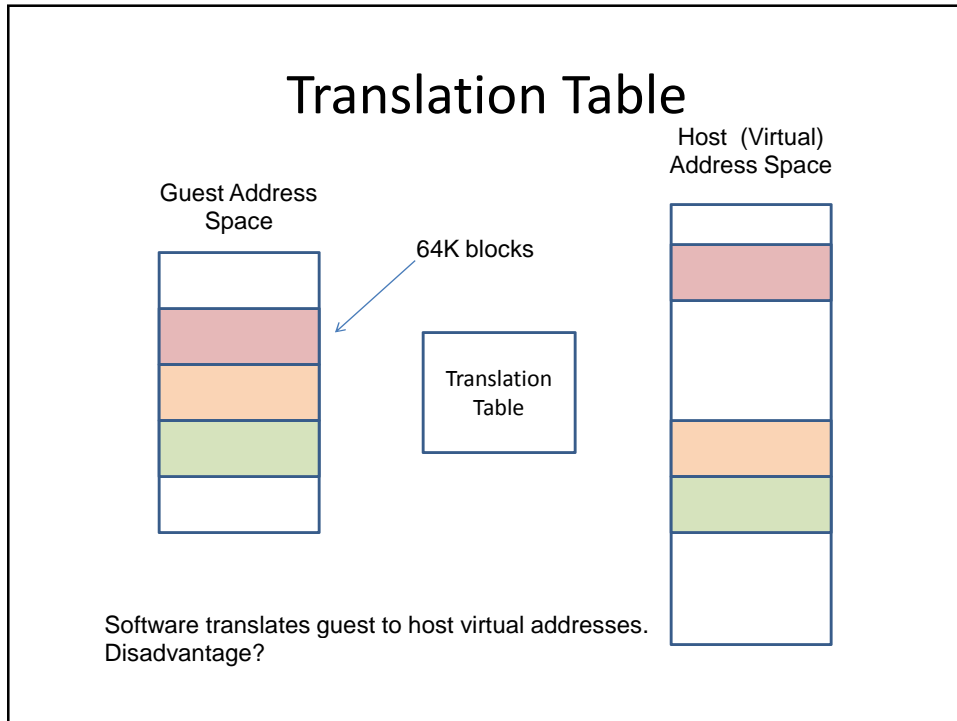 Translation Table
Host (Virtual)
Address Space
Guest Address
Space
64K blocks
Translation
Table
Software translates guest to host virtual addresses.
Disadvantage?